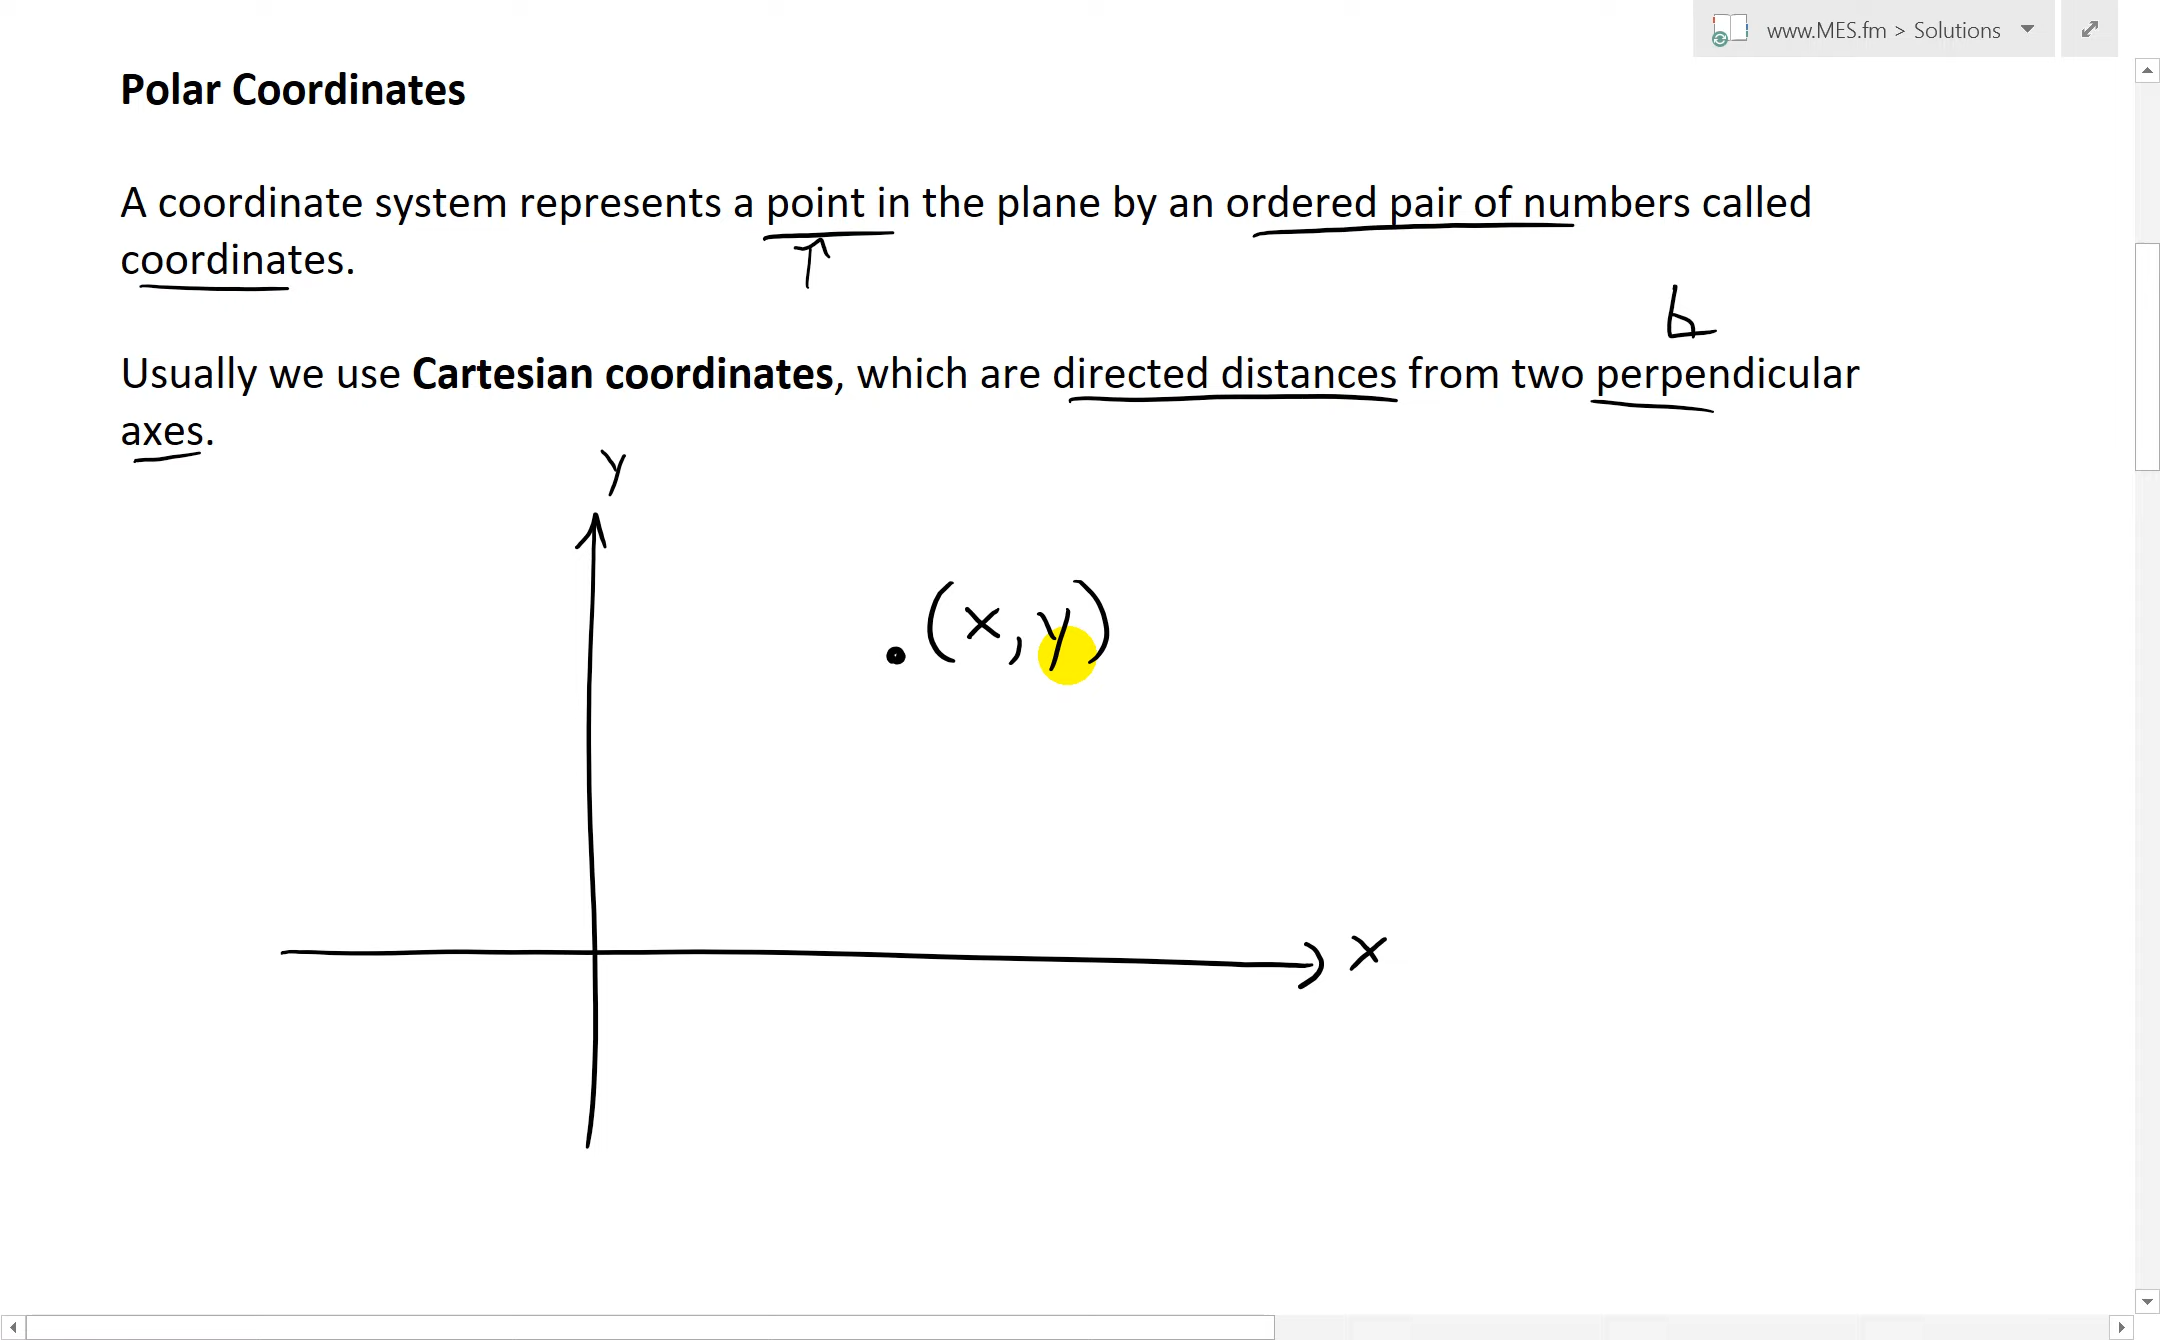 www.MES.fm > Solutions
Polar Coordinates
A coordinate system represents a point in the plane by an ordered pair of numbers called
coordinates.
Usually we use Cartesian coordinates, which are directed distances from two perpendicular
axes.
y
(x, y)
x